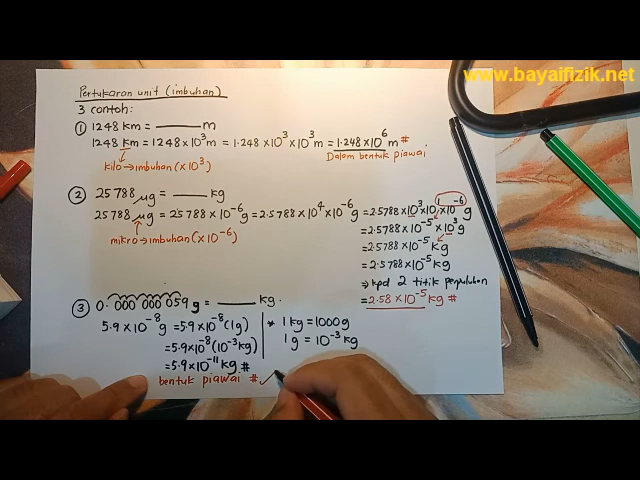 www.bayaifizik.net
Pertukaran unit (imbuhan)
3 contoh:
① 1248 km = ____ m
1248 km = 1248 × 10³ m = 1.248 × 10³ × 10³ m = 1.248 × 10⁶ m #
Dalam bentuk piawai
kilo → imbuhan (× 10³)
② 25 788 μg = ____ kg
25788 μg = 25788 × 10⁻⁶ g = 2.5788 × 10⁴ × 10⁻⁶ g = 2.5788 × 10³ × 10¹ × 10⁻⁶ g
= 2.5788 × 10⁻⁵ × 10³ g
mikro → imbuhan (× 10⁻⁶)
= 2.5788 × 10⁻⁵ kg
= 2.5788 × 10⁻⁵ kg
→ kpd 2 titik perpuluhan
= 2.58 × 10⁻⁵ kg #
③ 0.000 000 059 g = ____ kg.
5.9 × 10⁻⁸ g = 5.9 × 10⁻⁸ (1g)
= 5.9 × 10⁻⁸ (10⁻³ kg)
= 5.9 × 10⁻¹¹ kg #
bentuk piawai # ✓
* 1 kg = 1000 g
1 g = 10⁻³ kg